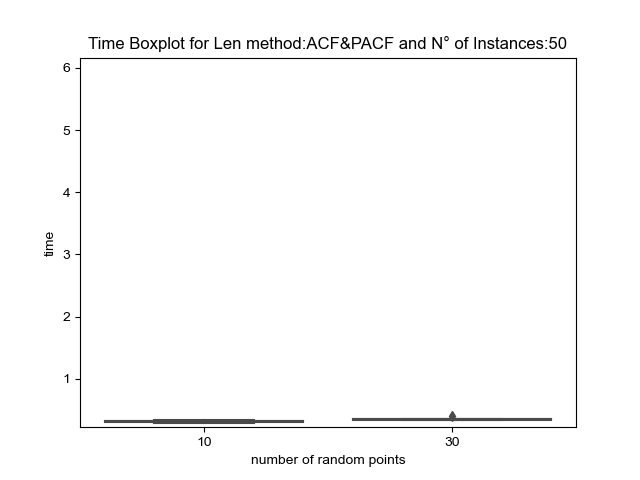 Time Boxplot for Len method:ACF&PACF and N° of Instances:50
6
5
4
3
2
1
time
10 30
number of random points